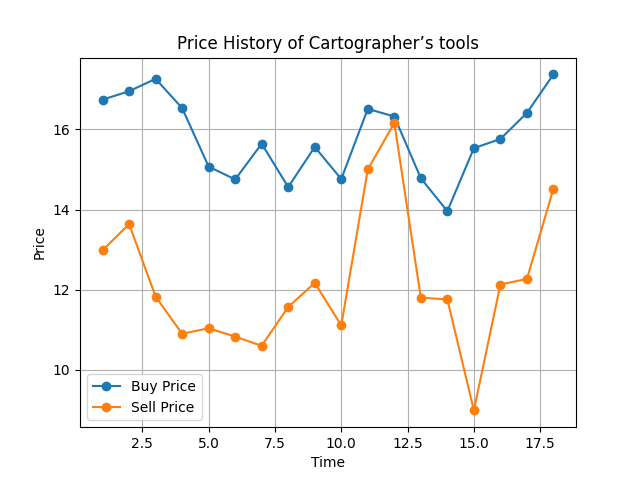 Price History of Cartographer’s tools
Price
16
14
12
10
Buy Price
Sell Price
2.5 5.0 7.5 10.0 12.5 15.0 17.5
Time